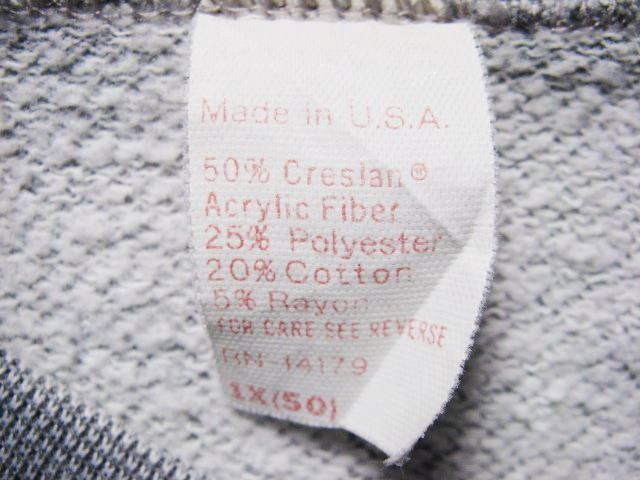 Made in U.S.A.
50% Creslan®
Acrylic Fiber
25% Polyester
20% Cotton
5% Rayon
FOR CARE SEE REVERSE
RN 14179
1X(50)